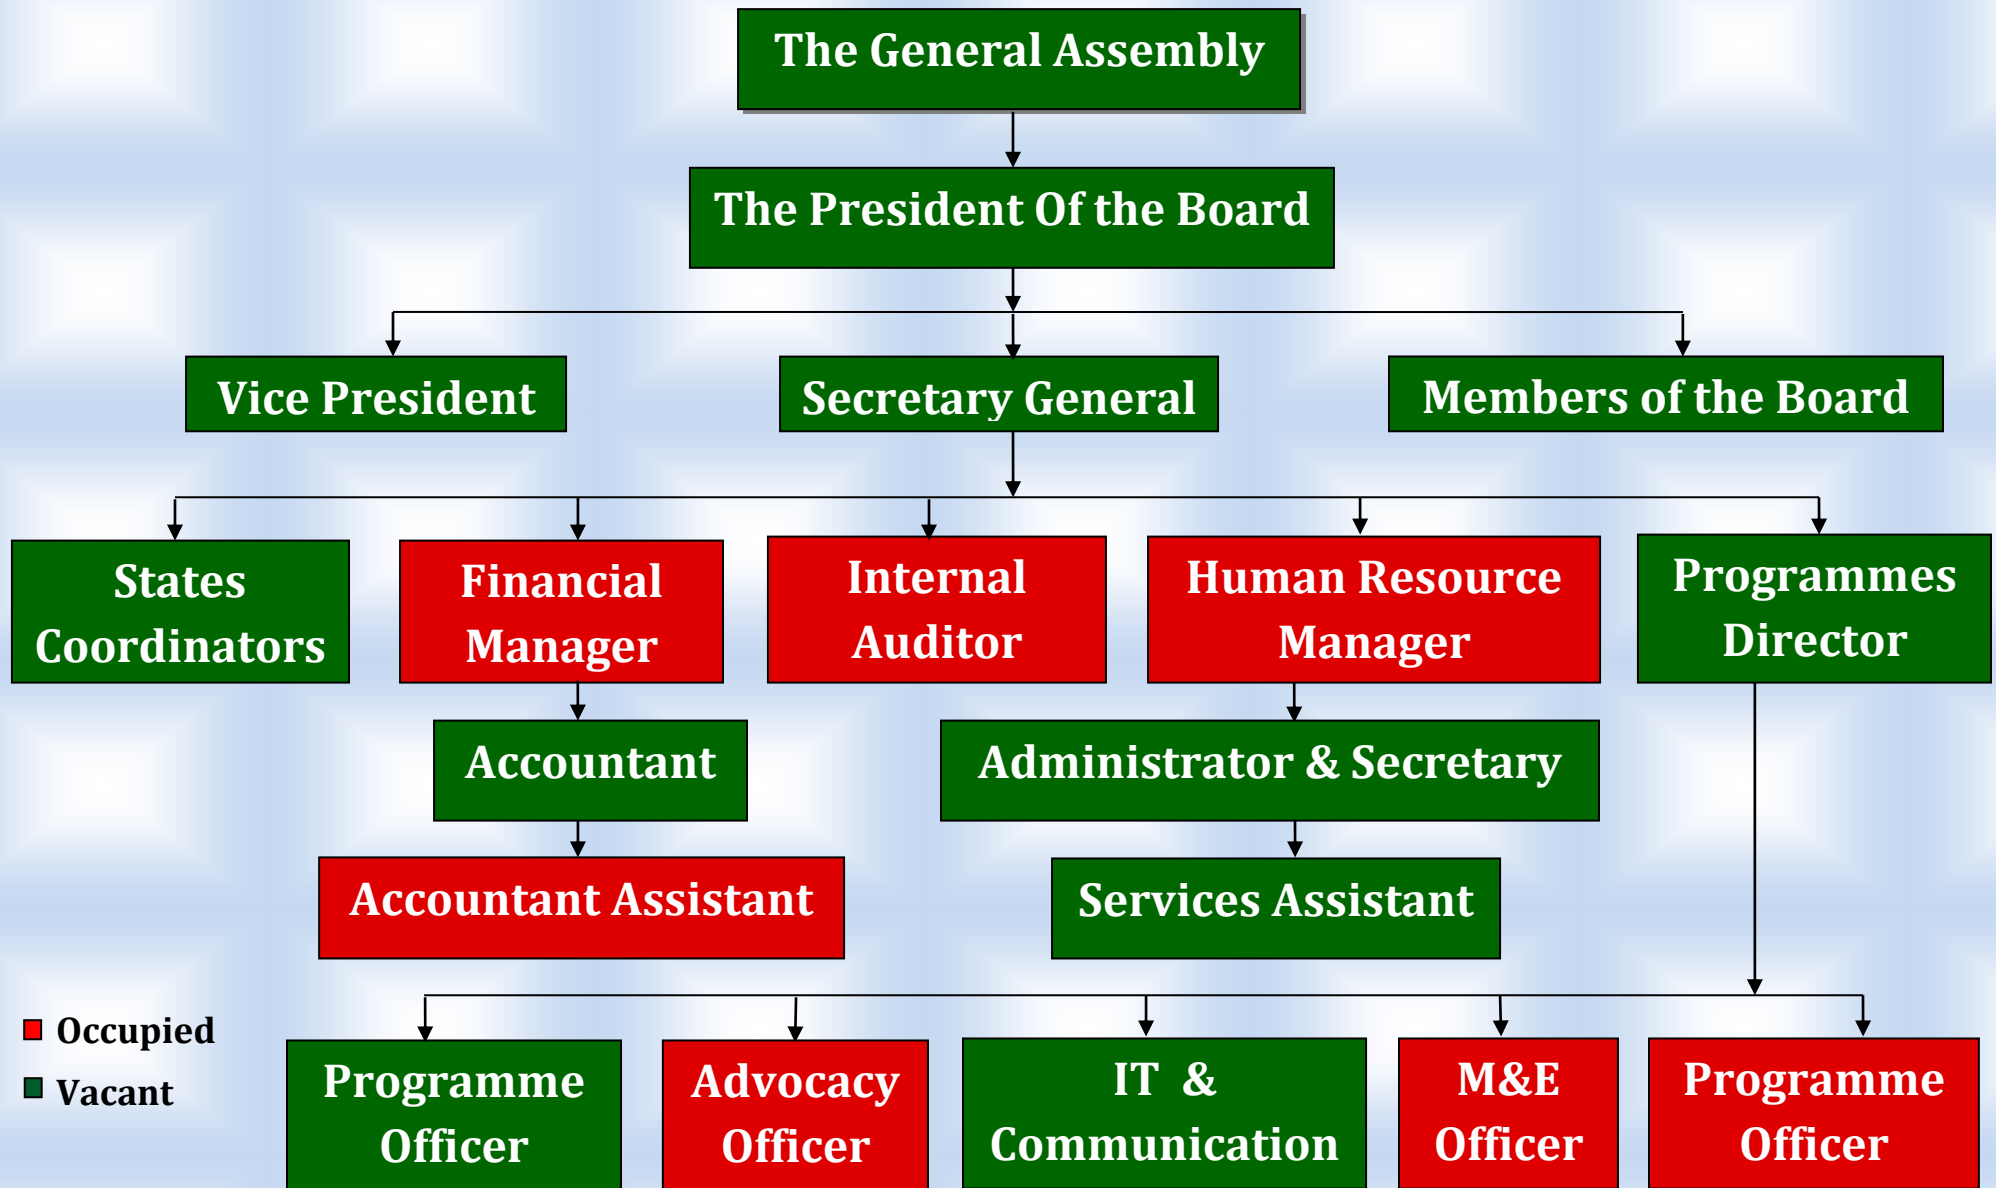 The General Assembly
The President Of the Board
Vice President
Secretary General
Members of the Board
States
Coordinators
Financial
Manager
Internal
Auditor
Human Resource
Manager
Programmes
Director
Accountant
Administrator & Secretary
Accountant Assistant
Services Assistant
Occupied
Vacant
Programme
Officer
Advocacy
Officer
IT  &
Communication
M&E
Officer
Programme
Officer